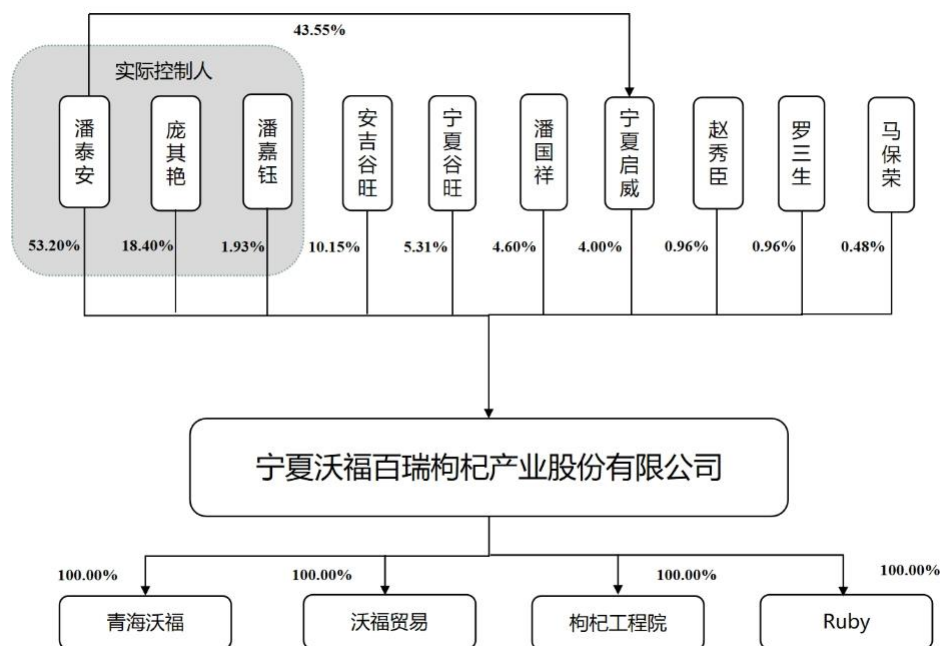 43.55%
实际控制人
潘泰安
庞其艳
潘嘉钰
安吉谷旺
宁夏谷旺
潘国祥
宁夏启威
赵秀臣
罗三生
马保荣
53.20%
18.40%
1.93%
10.15%
5.31%
4.60%
4.00%
0.96%
0.96%
0.48%
宁夏沃福百瑞枸杞产业股份有限公司
100.00%
100.00%
100.00%
100.00%
青海沃福
沃福贸易
枸杞工程院
Ruby